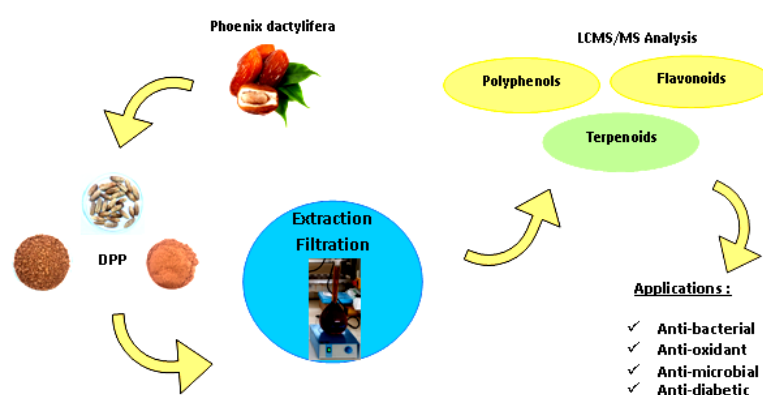 Phoenix dactylifera
LCMS/MS Analysis
Polyphenols
Flavonoids
Terpenoids
DPP
Extraction
Filtration
Applications :
✓ Anti-bacterial
✓ Anti-oxidant
✓ Anti-microbial
✓ Anti-diabetic